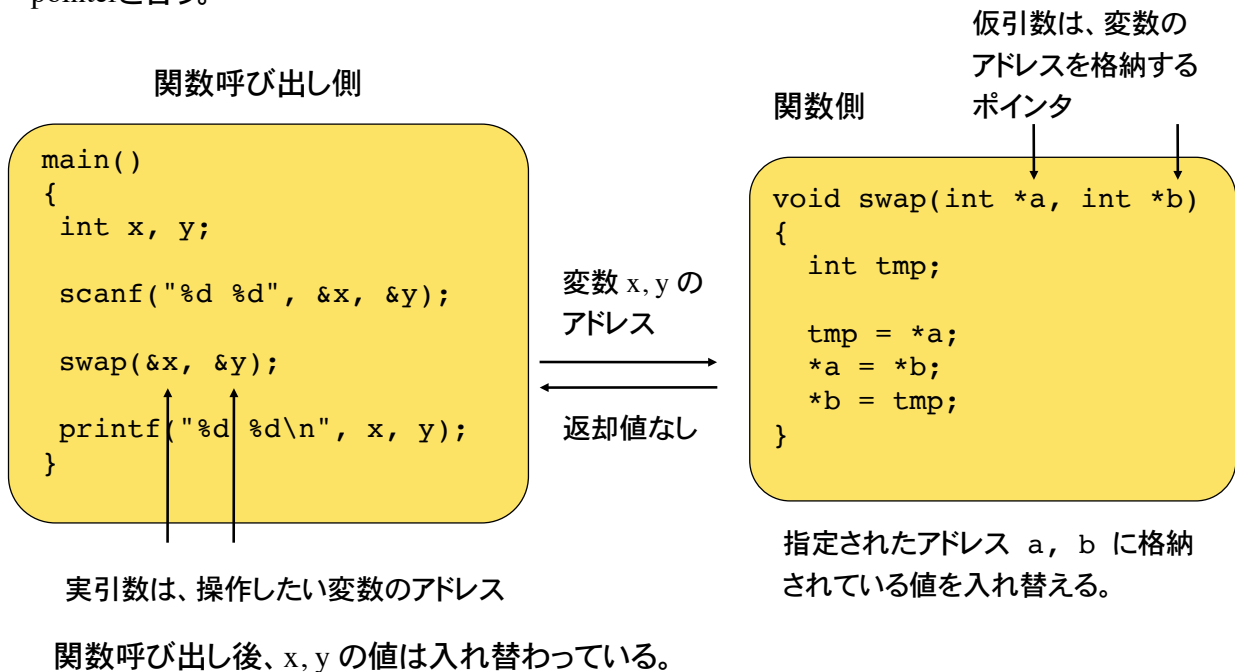 pointerと言う。
仮引数は、変数の
アドレスを格納する
ポインタ
関数呼び出し側
関数側
main()
{
int x, y;
scanf("%d %d", &x, &y);
swap(&x, &y);
printf("%d %d\n", x, y);
}
変数 x, y の
アドレス
返却値なし
void swap(int *a, int *b)
{
int tmp;
tmp = *a;
*a = *b;
*b = tmp;
}
実引数は、操作したい変数のアドレス
指定されたアドレス a, b に格納
されている値を入れ替える。
関数呼び出し後、x, y の値は入れ替わっている。